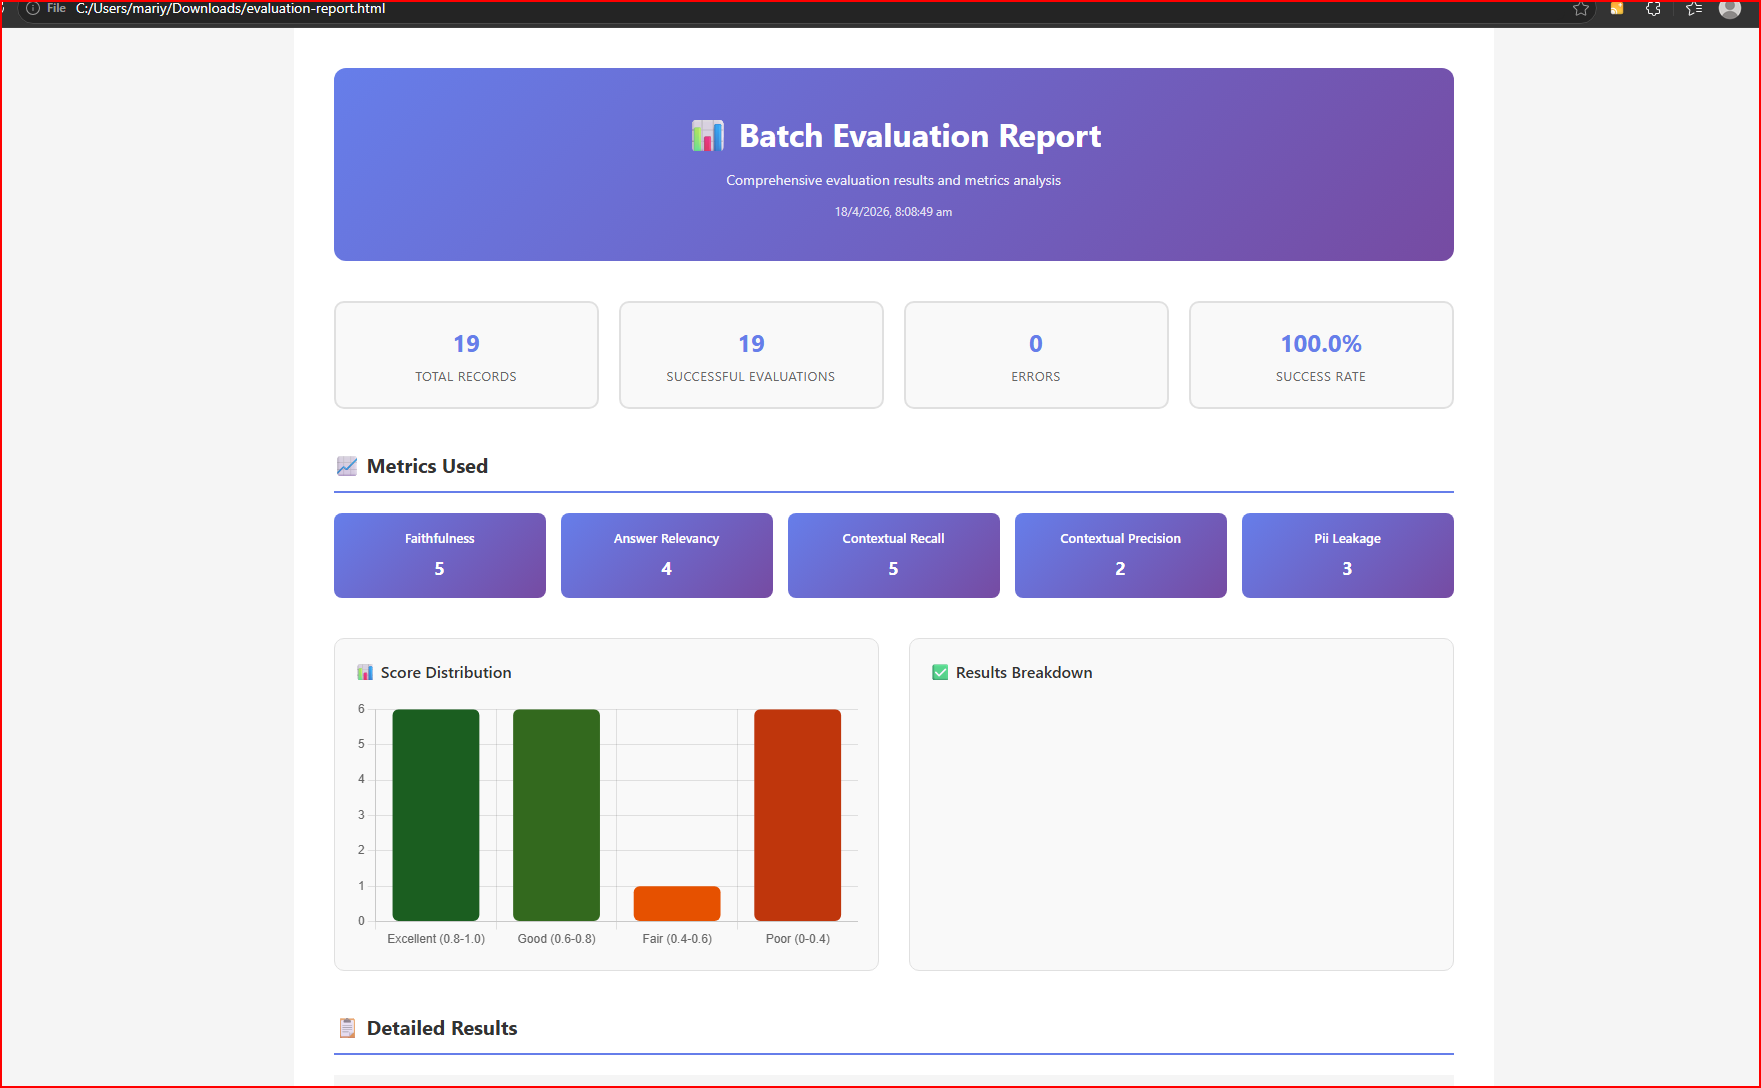 File C:/Users/mariy/Downloads/evaluation-report.html
Batch Evaluation Report
Comprehensive evaluation results and metrics analysis
18/4/2026, 8:08:49 am
19
TOTAL RECORDS
19
SUCCESSFUL EVALUATIONS
0
ERRORS
100.0%
SUCCESS RATE
Metrics Used
Faithfulness
5
Answer Relevancy
4
Contextual Recall
5
Contextual Precision
2
Pii Leakage
3
Score Distribution
6
5
4
3
2
1
0
Excellent (0.8-1.0)
Good (0.6-0.8)
Fair (0.4-0.6)
Poor (0-0.4)
Results Breakdown
Detailed Results